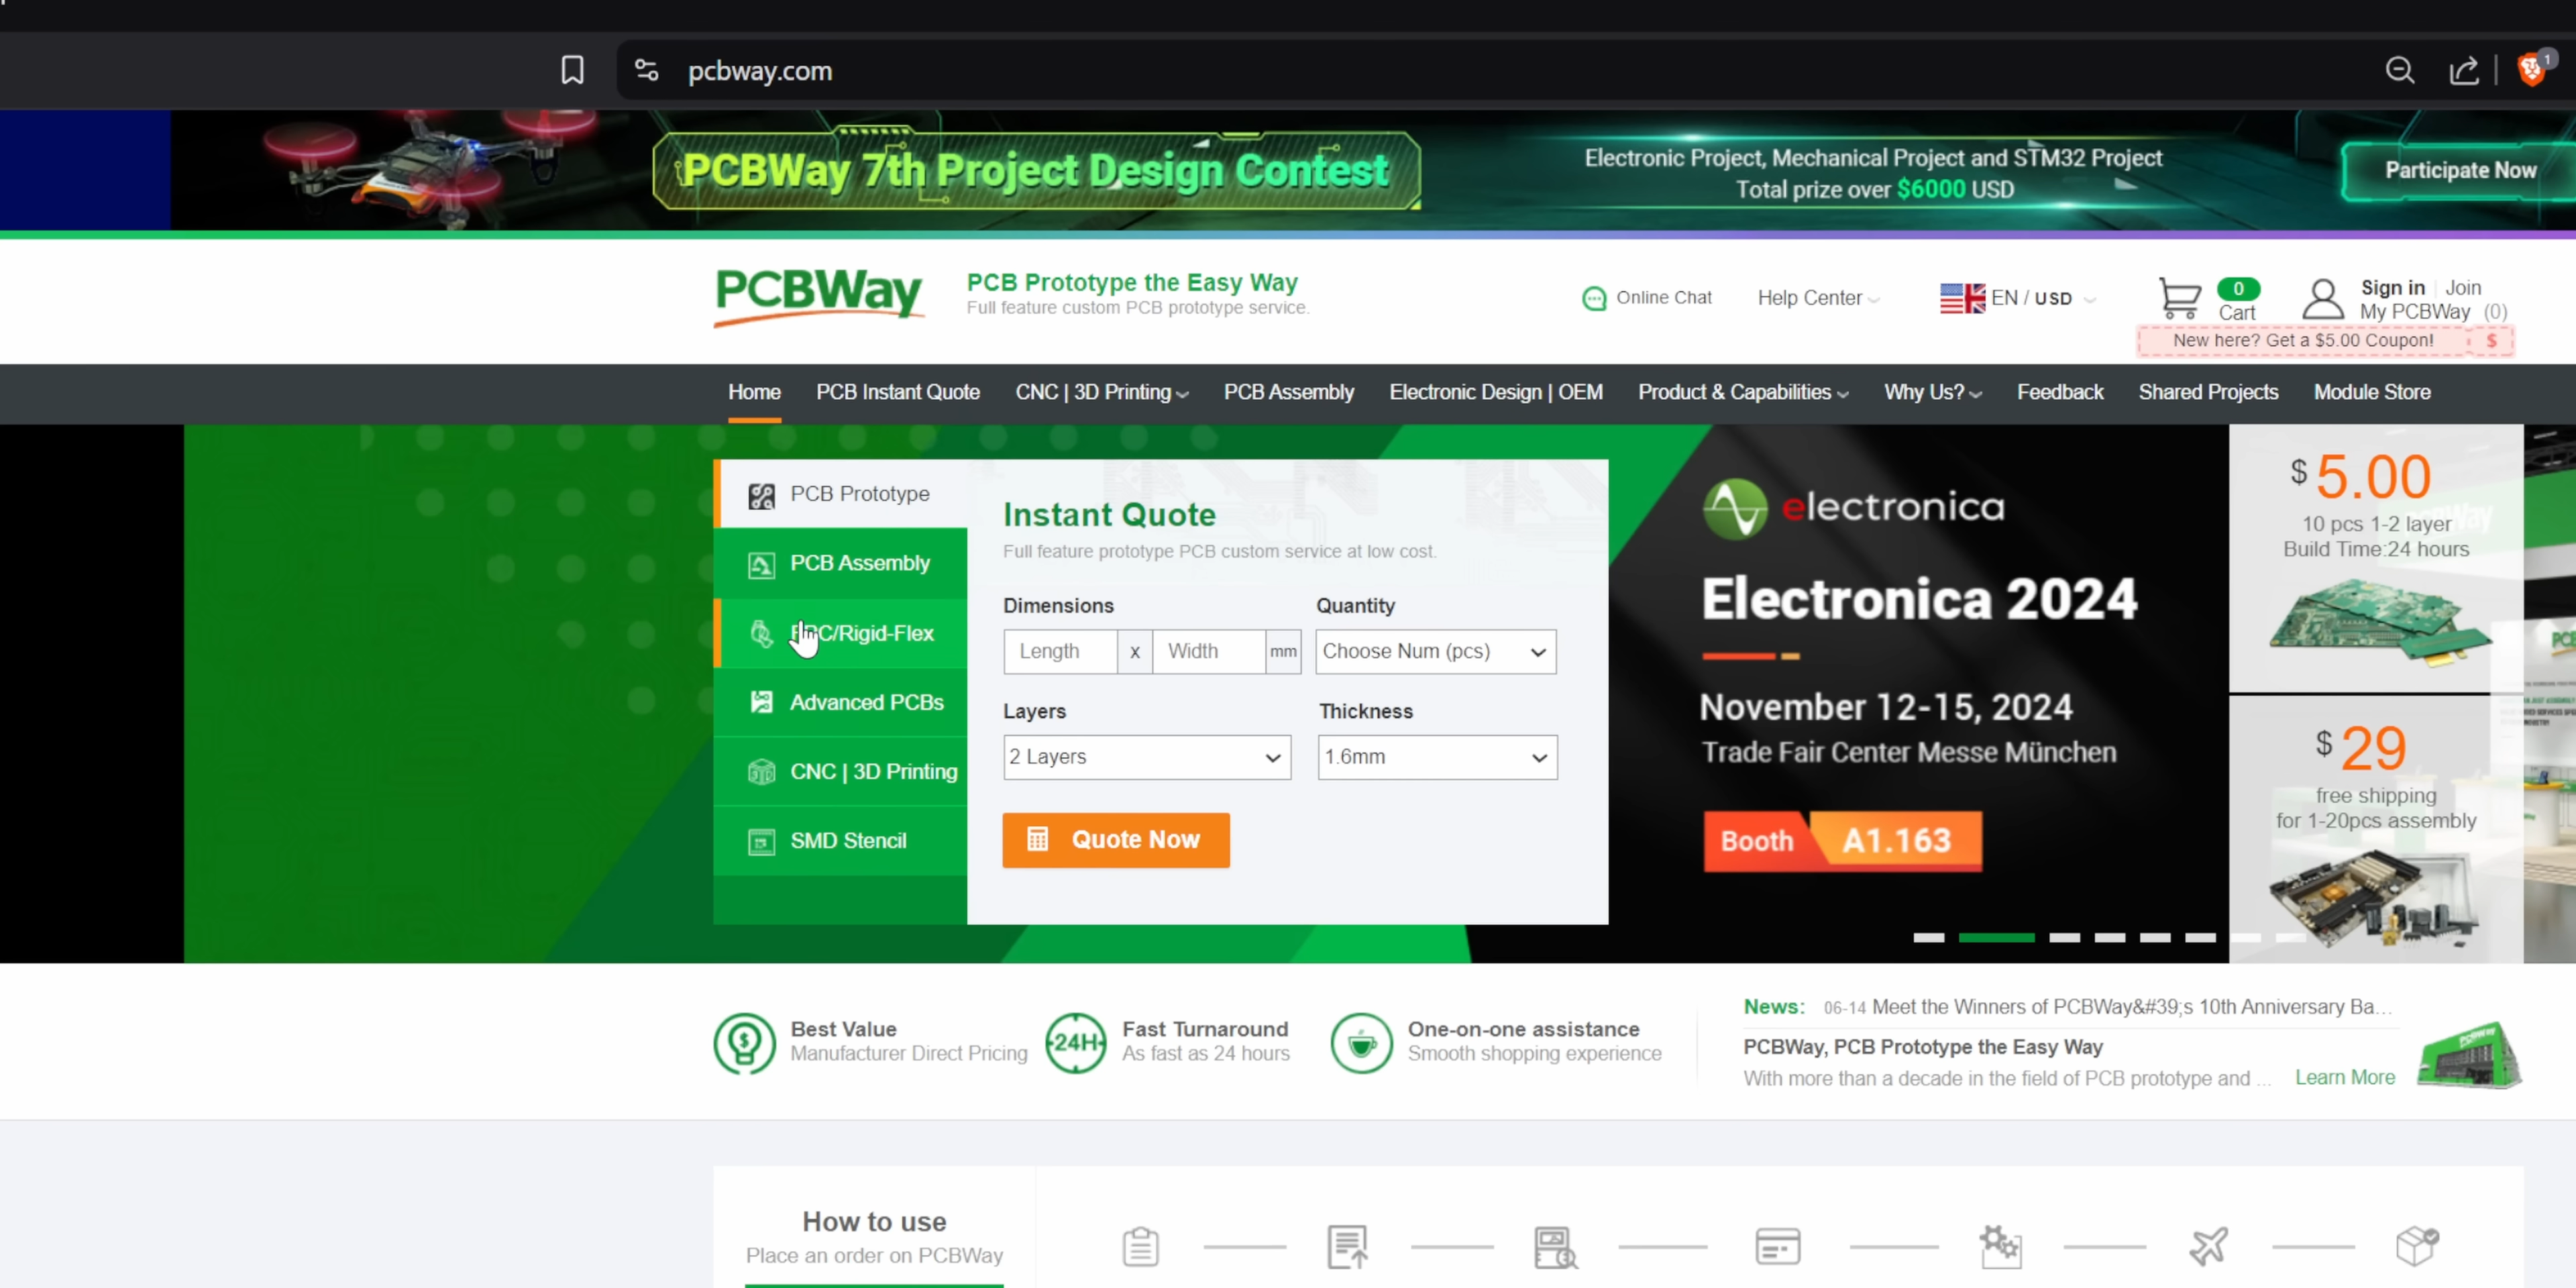 pcbway.com
1
PCBWay 7th Project Design Contest
Electronic Project, Mechanical Project and STM32 Project
Total prize over $6000 USD
Participate Now
PCBWay
PCB Prototype the Easy Way
Full feature custom PCB prototype service.
Online Chat
Help Center
EN / USD
0
Cart
Sign in Join
My PCBWay (0)
New here? Get a $5.00 Coupon! $
Home
PCB Instant Quote
CNC | 3D Printing
PCB Assembly
Electronic Design | OEM
Product & Capabilities
Why Us?
Feedback
Shared Projects
Module Store
PCB Prototype
PCB Assembly
C/Rigid-Flex
Advanced PCBs
CNC | 3D Printing
SMD Stencil
Instant Quote
Full feature prototype PCB custom service at low cost.
Dimensions
Length x Width mm
Quantity
Choose Num (pcs)
Layers
2 Layers
Thickness
1.6mm
Quote Now
electronica
Electronica 2024
November 12-15, 2024
Trade Fair Center Messe München
Booth A1.163
$ 5.00
10 pcs 1-2 layer
Build Time:24 hours
$ 29
free shipping
for 1-20pcs assembly
Best Value
Manufacturer Direct Pricing
24H
Fast Turnaround
As fast as 24 hours
One-on-one assistance
Smooth shopping experience
News: 06-14 Meet the Winners of PCBWay&#39;s 10th Anniversary Ba...
PCBWay, PCB Prototype the Easy Way
With more than a decade in the field of PCB prototype and ... Learn More
How to use
Place an order on PCBWay